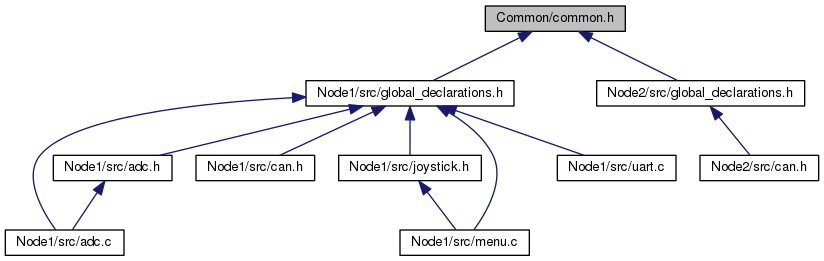 Common/common.h
Node1/src/global_declarations.h
Node2/src/global_declarations.h
Node1/src/adc.h
Node1/src/can.h
Node1/src/joystick.h
Node1/src/uart.c
Node2/src/can.h
Node1/src/adc.c
Node1/src/menu.c